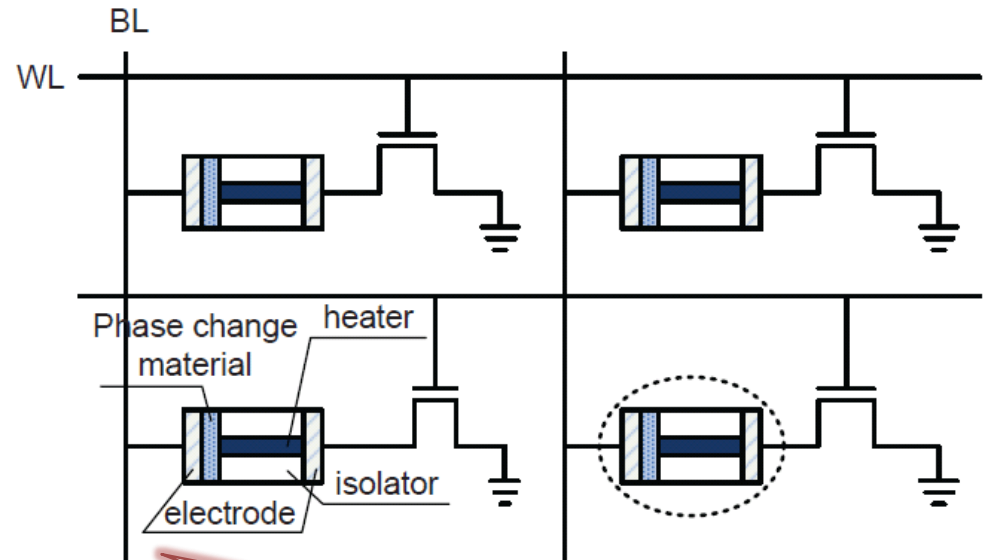 BL
WL
Phase change
material
heater
isolator
electrode